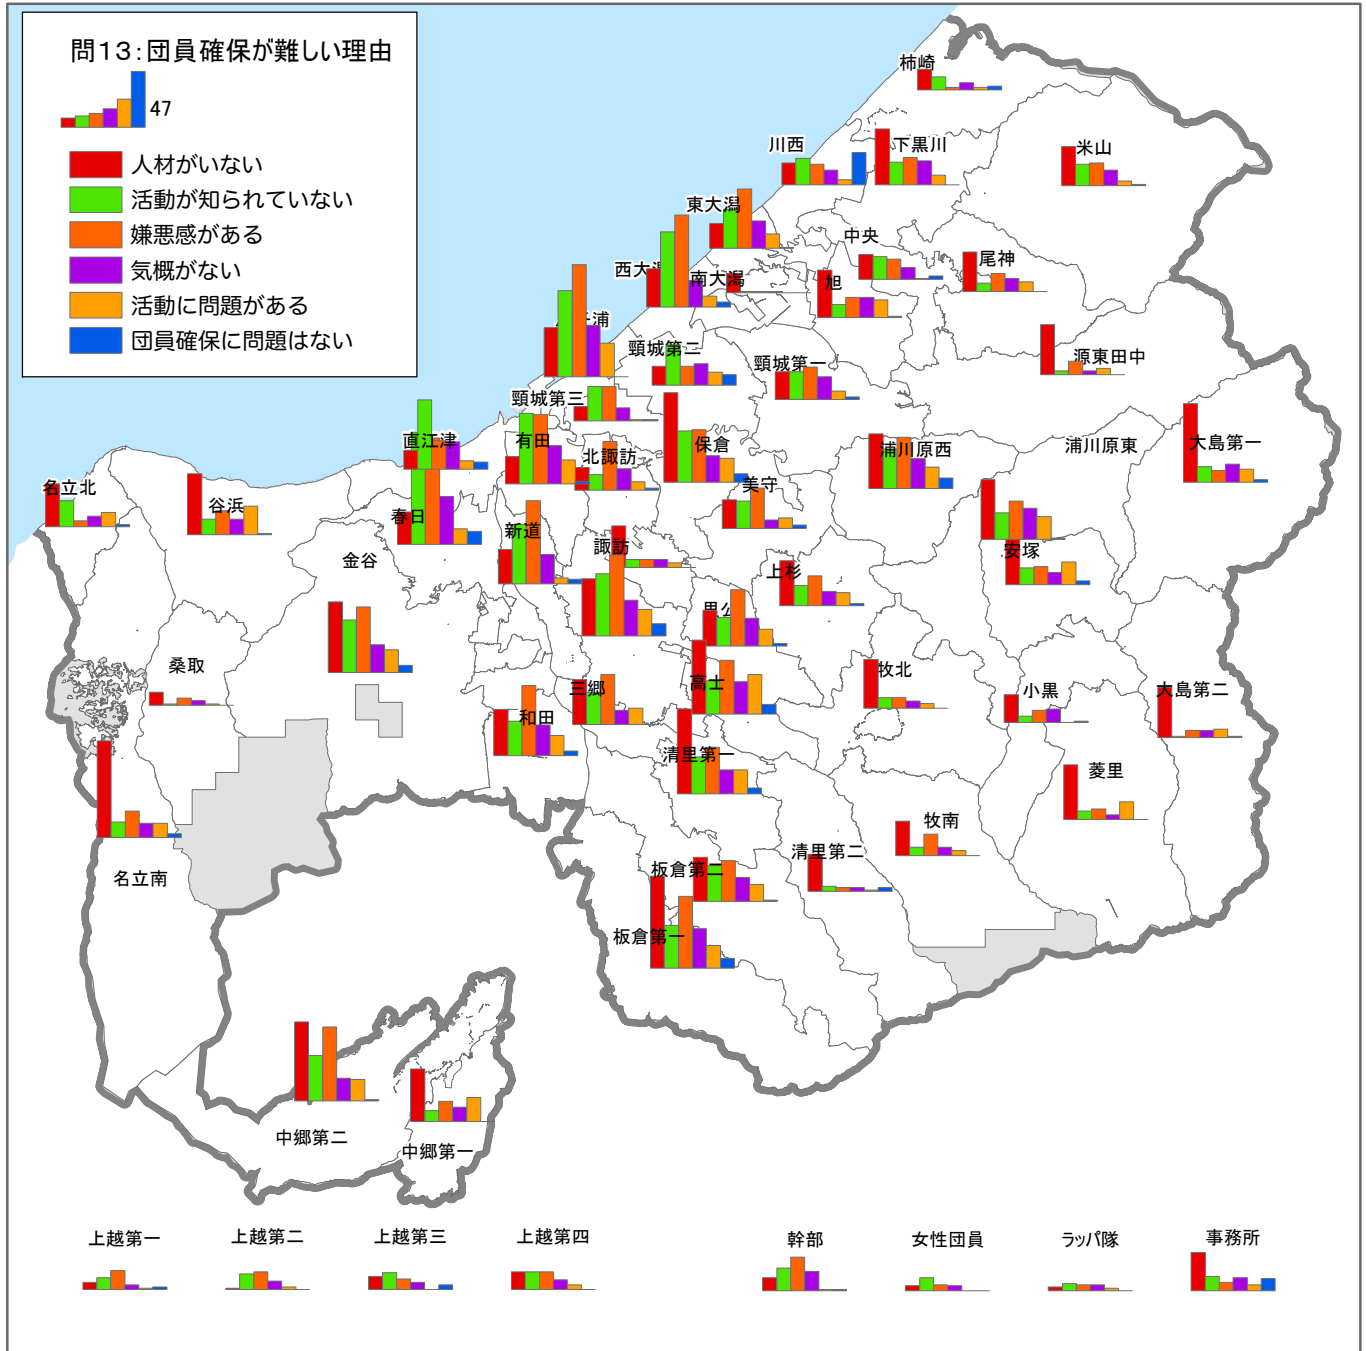 問13:団員確保が難しい理由
47
人材がいない
活動が知られていない
嫌悪感がある
気概がない
活動に問題がある
団員確保に問題はない
柿崎
川西
下黒川
米山
東大潟
中央
西大潟
南大潟
尾神
旭
頸城第二
頸城第一
源東田中
頸城第三
直江津
有田
北諏訪
保倉
浦川原西
浦川原東
大島第一
名立北
谷浜
春日
新道
美守
金谷
諏訪
安塚
上杉
桑取
里公
三郷
高士
牧北
小黒
大島第二
和田
清里第一
菱里
牧南
名立南
板倉第二
清里第二
板倉第一
中郷第二
中郷第一
上越第一
上越第二
上越第三
上越第四
幹部
女性団員
ラッパ隊
事務所